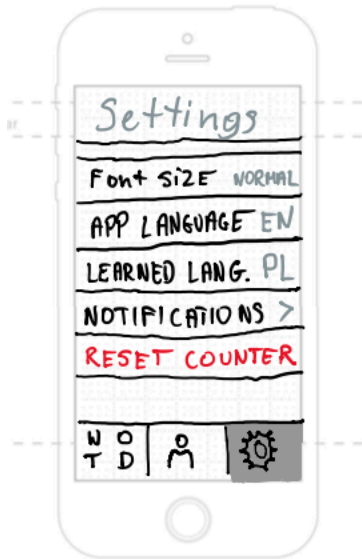 Settings
Font SiZE NORMAL
APP LANGUAGE EN
LEARNED LANG. PL
NOTIFICATIONS >
RESET COUNTER
W O
T D